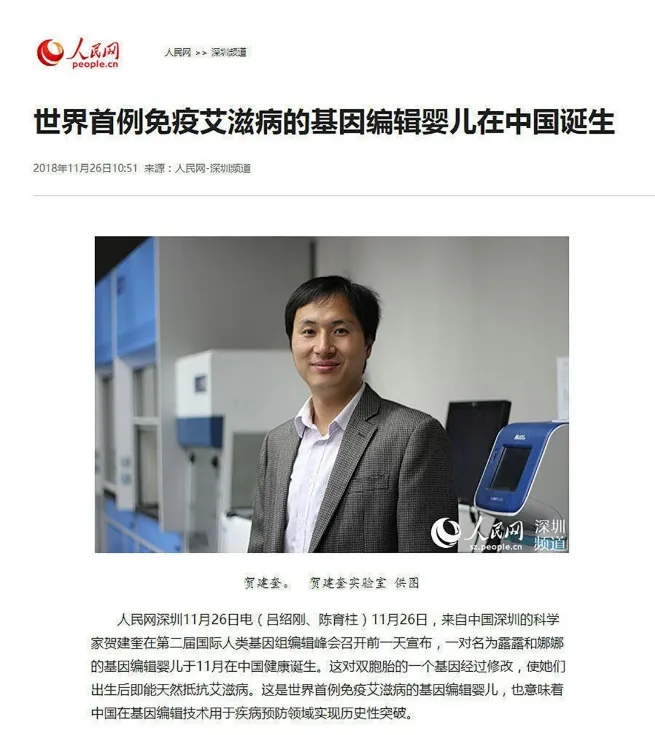 人民网
people.cn
人民网 >> 深圳频道
世界首例免疫艾滋病的基因编辑婴儿在中国诞生
2018年11月26日10:51 来源：人民网-深圳频道
人民网 深圳
sz.people.cn 频道
贺建奎。 贺建奎实验室 供图
人民网深圳11月26日电（吕绍刚、陈育柱）11月26日，来自中国深圳的科学
家贺建奎在第二届国际人类基因组编辑峰会召开前一天宣布，一对名为露露和娜娜
的基因编辑婴儿于11月在中国健康诞生。这对双胞胎的一个基因经过修改，使她们
出生后即能天然抵抗艾滋病。这是世界首例免疫艾滋病的基因编辑婴儿，也意味着
中国在基因编辑技术用于疾病预防领域实现历史性突破。